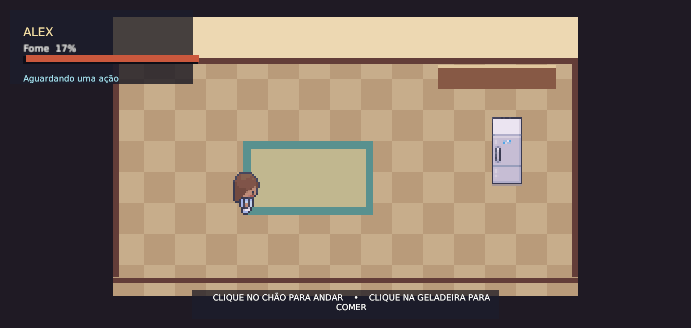 ALEX
Fome 17%
Aguardando uma ação
CLIQUE NO CHÃO PARA ANDAR • CLIQUE NA GELADEIRA PARA
COMER